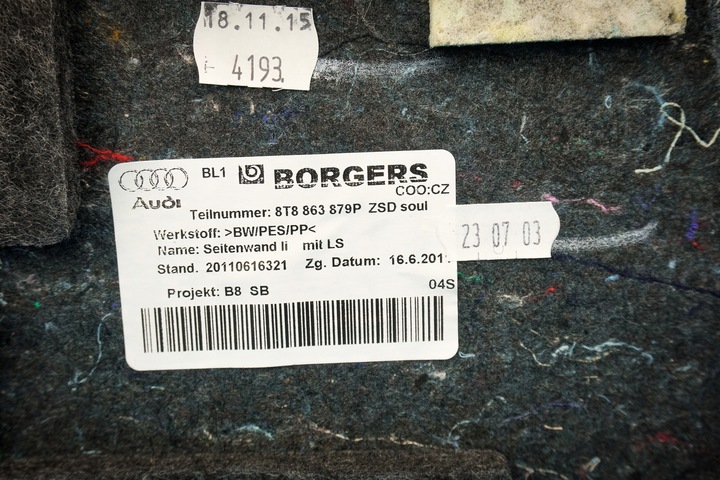 18.11.15
4193
BL1 BORGERS
COO:CZ
Audi
Teilnummer: 8T8 863 879P ZSD soul
Werkstoff: >BW/PES/PP<
Name: Seitenwand li mit LS
Stand. 20110616321 Zg. Datum: 16.6.201
Projekt: B8 SB 04S
23 07 03